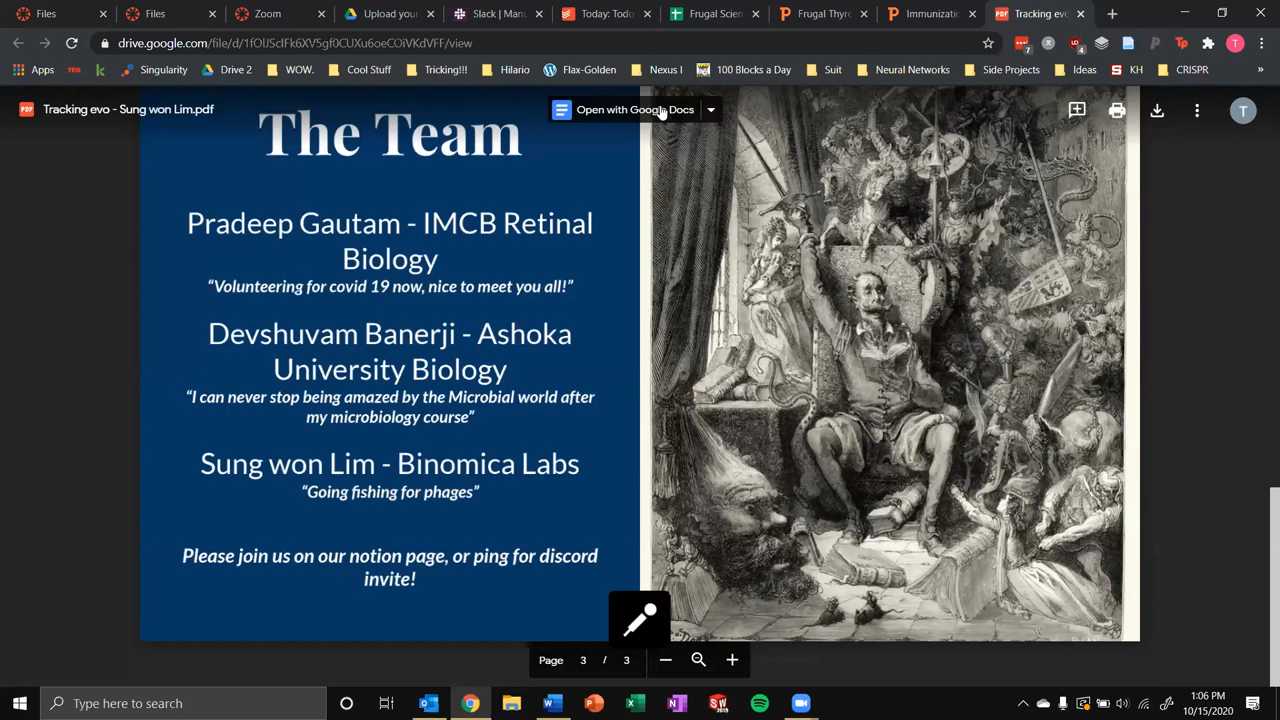 Files
Files
Zoom
Upload your
Slack | Man
Today: Todo
Frugal Scien
Frugal Thyro
Immunizatio
Tracking evo
drive.google.com/file/d/1fOIJScIFk6XV5gf0CUXu6oeCOiVKdVFF/view
Apps
TEQ
Singularity
Drive 2
WOW.
Cool Stuff
Tricking!!!
Hilario
Flax-Golden
Nexus I
100 Blocks a Day
Suit
Neural Networks
Side Projects
Ideas
KH
CRISPR
Tracking evo - Sung won Lim.pdf
Open with Google Docs
The Team
Pradeep Gautam - IMCB Retinal
Biology
“Volunteering for covid 19 now, nice to meet you all!”
Devshuvam Banerji - Ashoka
University Biology
“I can never stop being amazed by the Microbial world after
my microbiology course”
Sung won Lim - Binomica Labs
“Going fishing for phages”
Please join us on our notion page, or ping for discord
invite!
Page 3 / 3
Type here to search
1:06 PM
10/15/2020